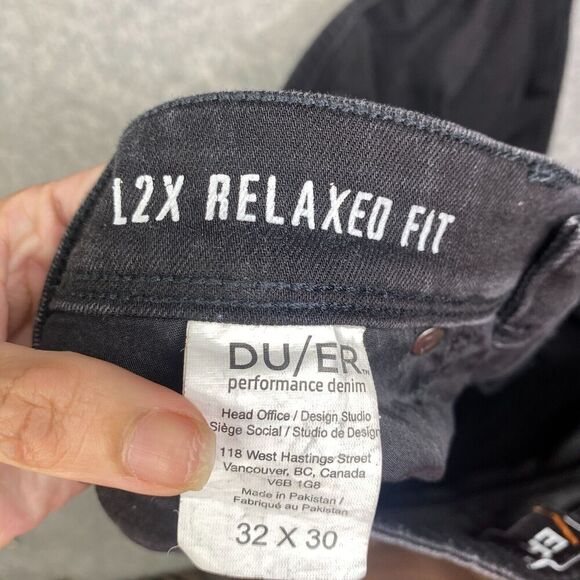 L2X RELAXED FIT
DU/ER™
performance denim
Head Office / Design Studio
Siège Social / Studio de Design
118 West Hastings Street
Vancouver, BC, Canada
V6B 1G8
Made in Pakistan /
Fabriqué au Pakistan
32 X 30